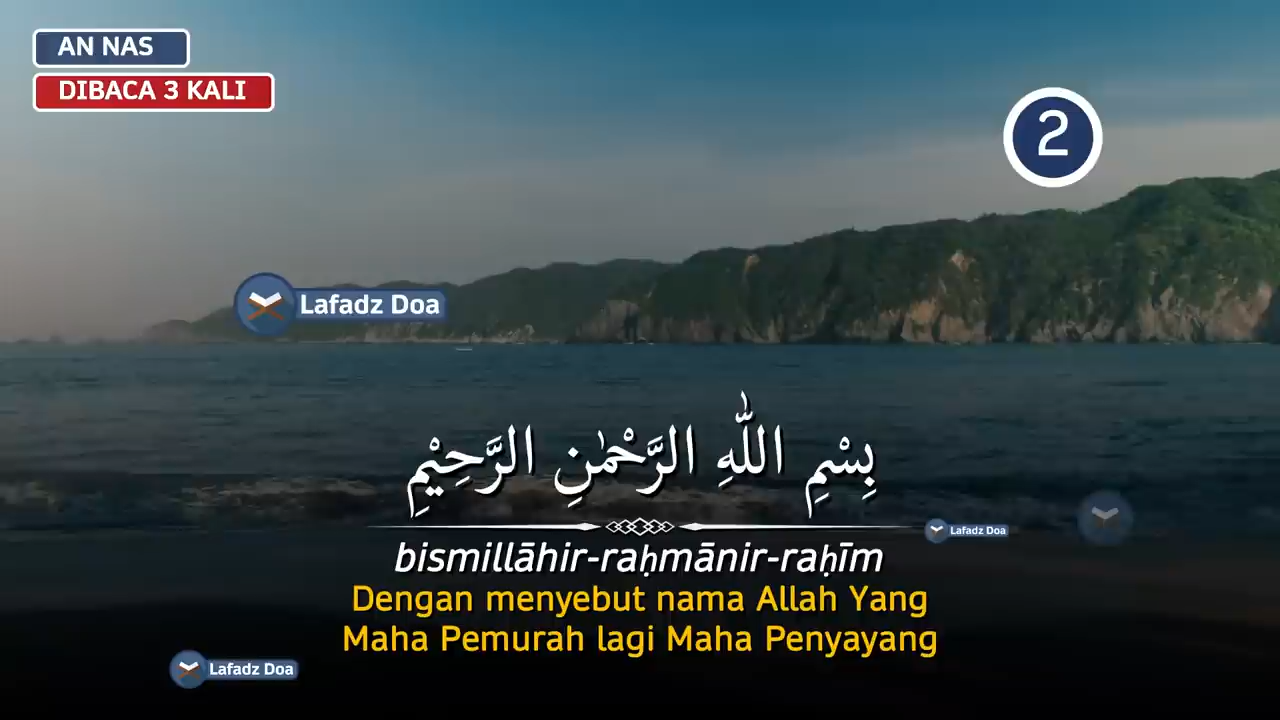 AN NAS
DIBACA 3 KALI
2
Lafadz Doa
بِسْمِ اللّٰهِ الرَّحْمٰنِ الرَّحِيْمِ
Lafadz Doa
bismillāhir-raḥmānir-raḥīm
Dengan menyebut nama Allah Yang
Maha Pemurah lagi Maha Penyayang
Lafadz Doa